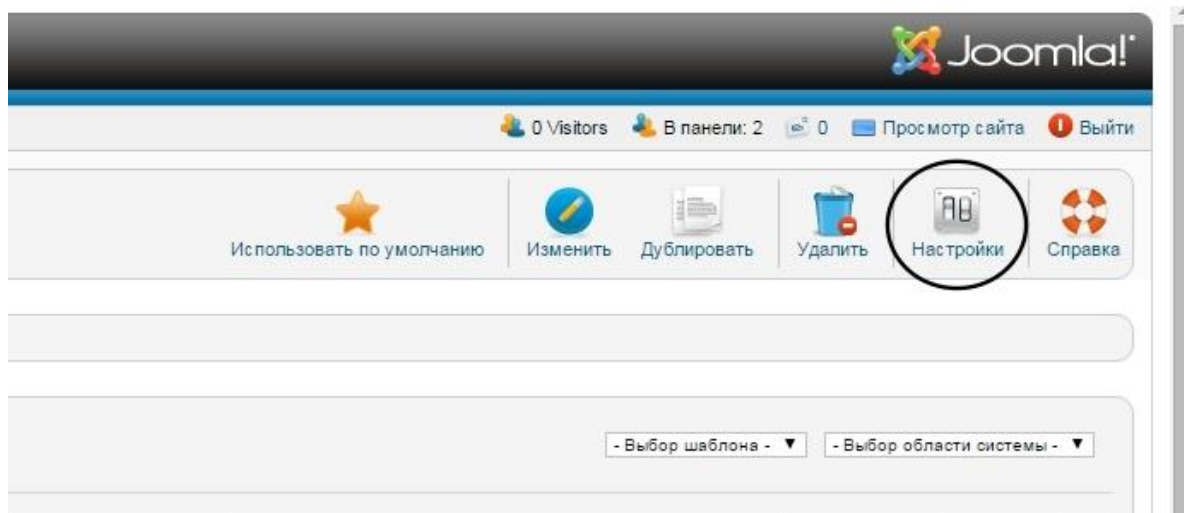 Joomla!
0 Visitors В панели: 2 0 Просмотр сайта Выйти
Использовать по умолчанию Изменить Дублировать Удалить Настройки Справка
- Выбор шаблона - ▼ - Выбор области системы - ▼